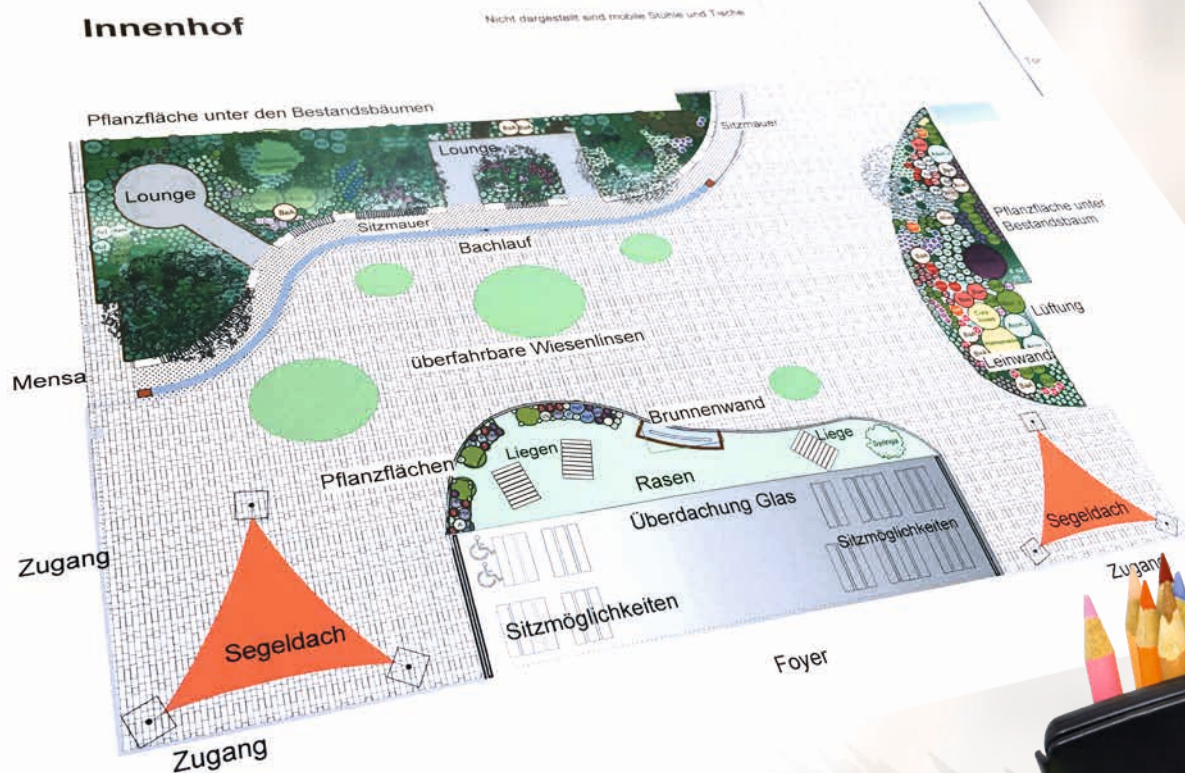 Innenhof
Nicht dargestellt sind mobile Stühle und Tische
Tor
Pflanzfläche unter den Bestandsbäumen
Sitzmauer
Lounge
Lounge
Sitzmauer
Bachlauf
Pflanzfläche unter
Bestandsbaum
Lüftung
Leinwand
Mensa
überfahrbare Wiesenlinsen
Brunnenwand
Liegen
Liege
Pflanzflächen
Rasen
Überdachung Glas
Segeldach
Sitzmöglichkeiten
Zugang
Zugang
Sitzmöglichkeiten
Segeldach
Foyer
Zugang